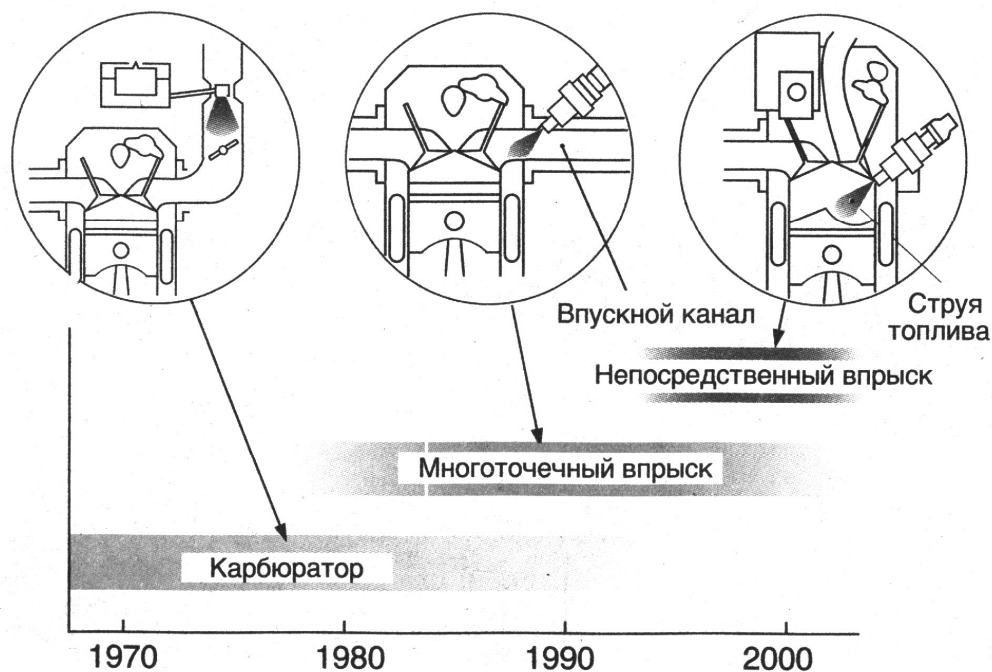 Впускной канал
Струя
топлива
Непосредственный впрыск
Многоточечный впрыск
Карбюратор
1970
1980
1990
2000